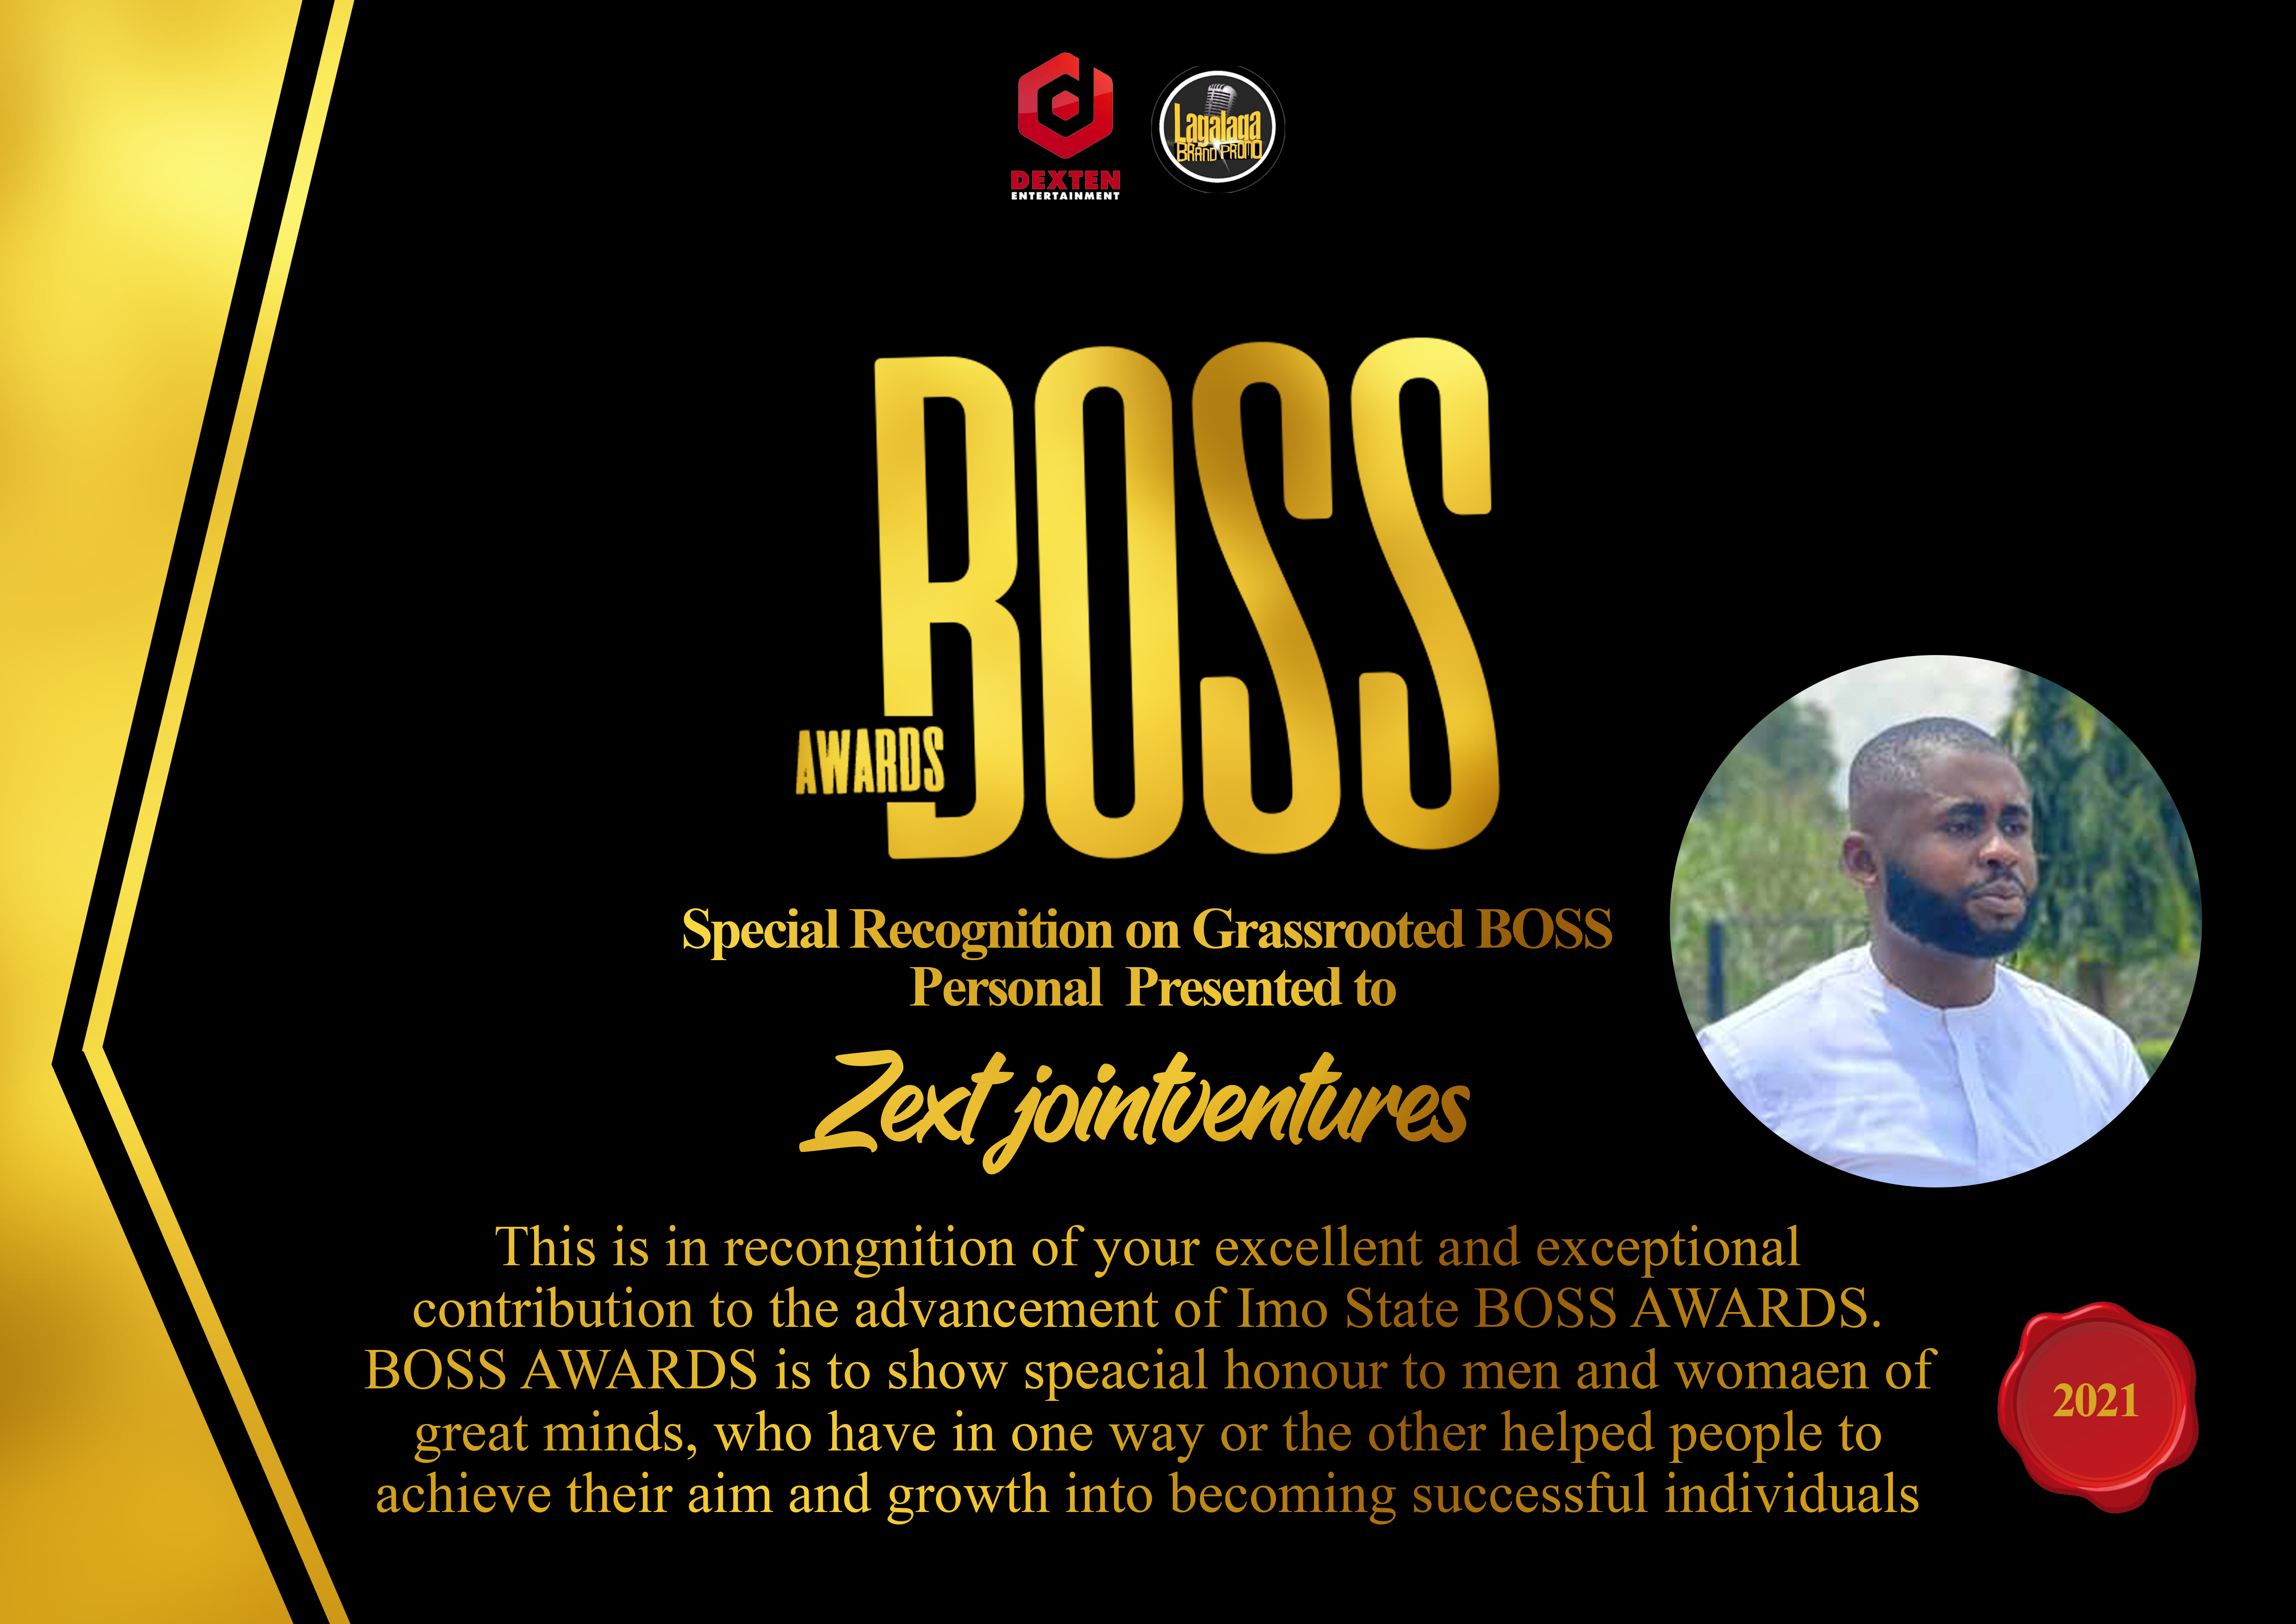 DEXTEN
ENTERTAINMENT
Lagalaga
BRAND PROMO
BOSS
AWARDS
Special Recognition on Grassrooted BOSS
Personal Presented to
Zext jointventures
This is in recongnition of your excellent and exceptional
contribution to the advancement of Imo State BOSS AWARDS.
BOSS AWARDS is to show speacial honour to men and womaen of
great minds, who have in one way or the other helped people to
achieve their aim and growth into becoming successful individuals
2021